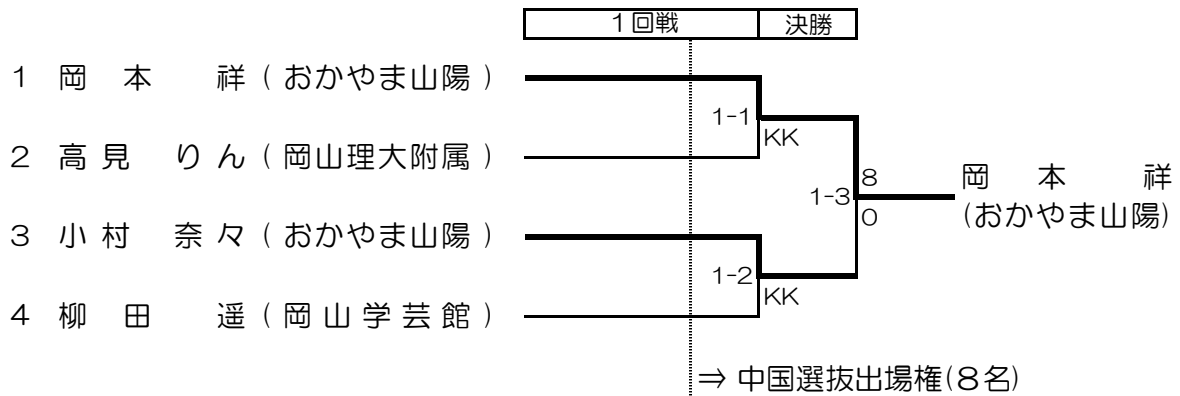 1回戦 決勝
1 岡本 祥(おかやま山陽)
1-1
KK
2 高見 りん(岡山理大附属)
8
1-3
0
岡本 祥
(おかやま山陽)
3 小村 奈々(おかやま山陽)
1-2
KK
4 柳田 遥(岡山学芸館)
⇒ 中国選抜出場権(8名)